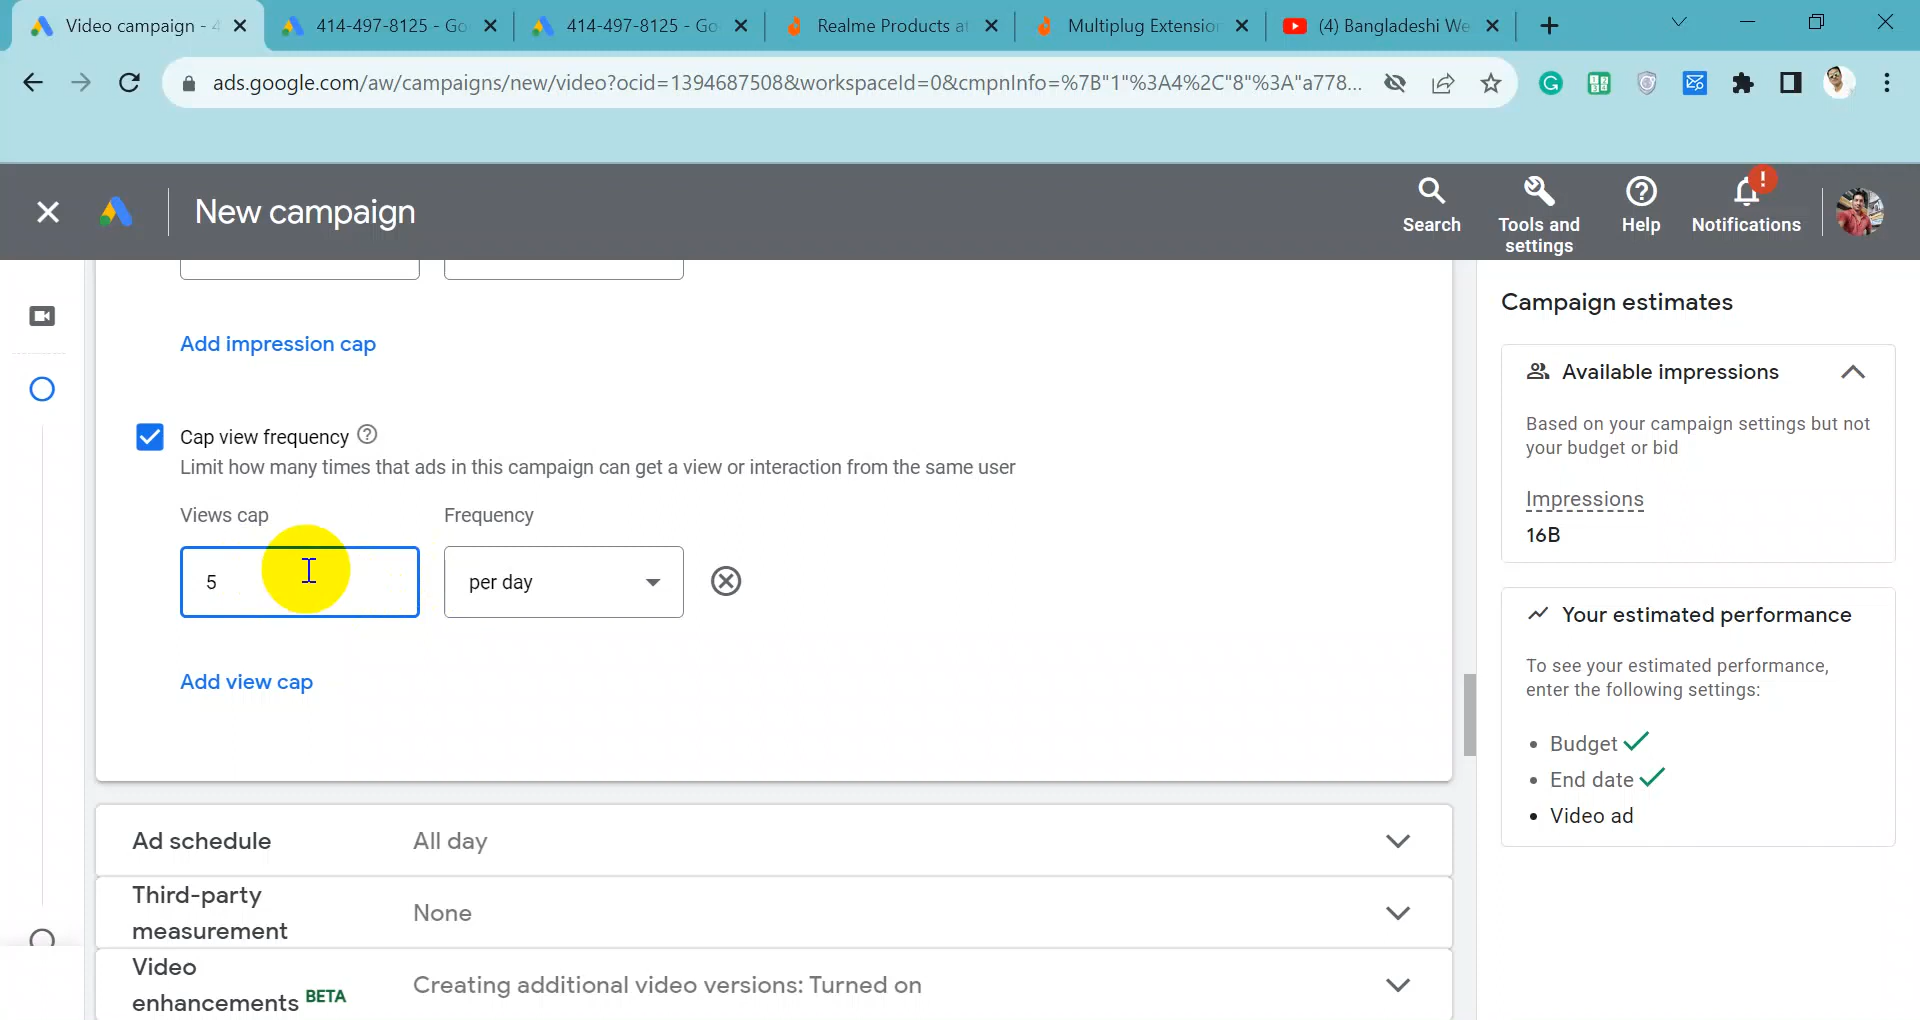 Video campaign - 4
414-497-8125 - Go
414-497-8125 - Go
Realme Products at
Multiplug Extension
(4) Bangladeshi We
ads.google.com/aw/campaigns/new/video?ocid=1394687508&workspaceId=0&cmpnInfo=%7B"1"%3A4%2C"8"%3A"a778...
New campaign
Search
Tools and
settings
Help
Notifications
Add impression cap
Cap view frequency
Limit how many times that ads in this campaign can get a view or interaction from the same user
Views cap
Frequency
5
per day
Add view cap
Ad schedule
All day
Third-party
measurement
None
Video
enhancements BETA
Creating additional video versions: Turned on
Campaign estimates
Available impressions
Based on your campaign settings but not
your budget or bid
Impressions
16B
Your estimated performance
To see your estimated performance,
enter the following settings:
• Budget
• End date
• Video ad